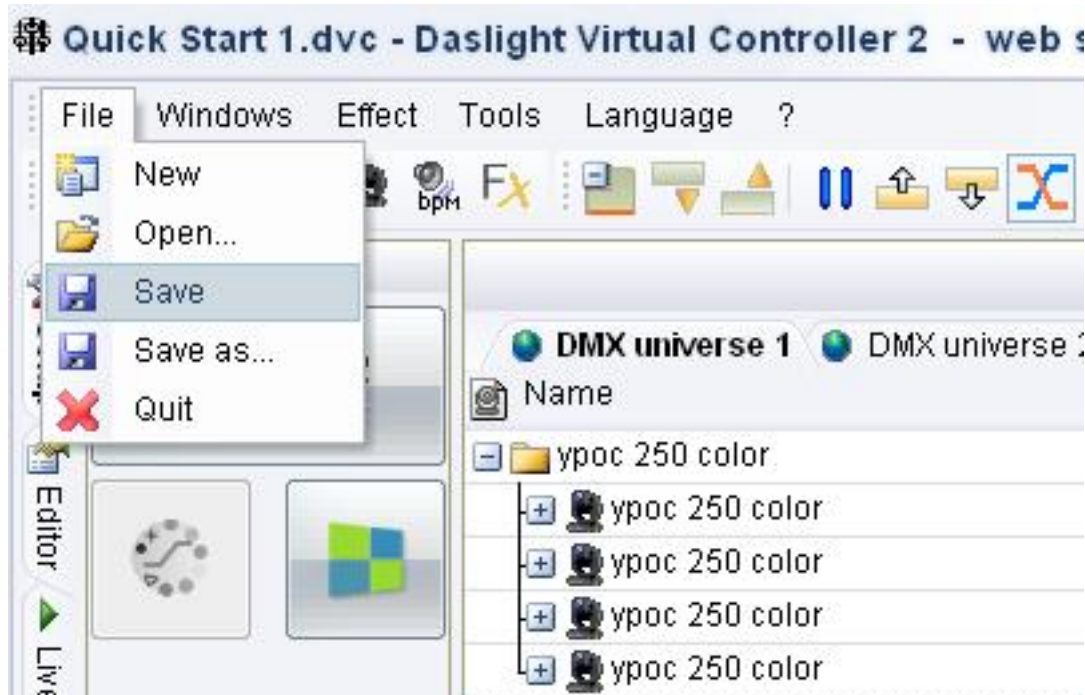 Quick Start 1.dvc - Daslight Virtual Controller 2 - web
File Windows Effect Tools Language ?
New
bpm Fx
Open...
Save
Save as...
Quit
DMX universe 1 DMX universe
Name
ypoc 250 color
ypoc 250 color
ypoc 250 color
ypoc 250 color
ypoc 250 color
Editor
Live